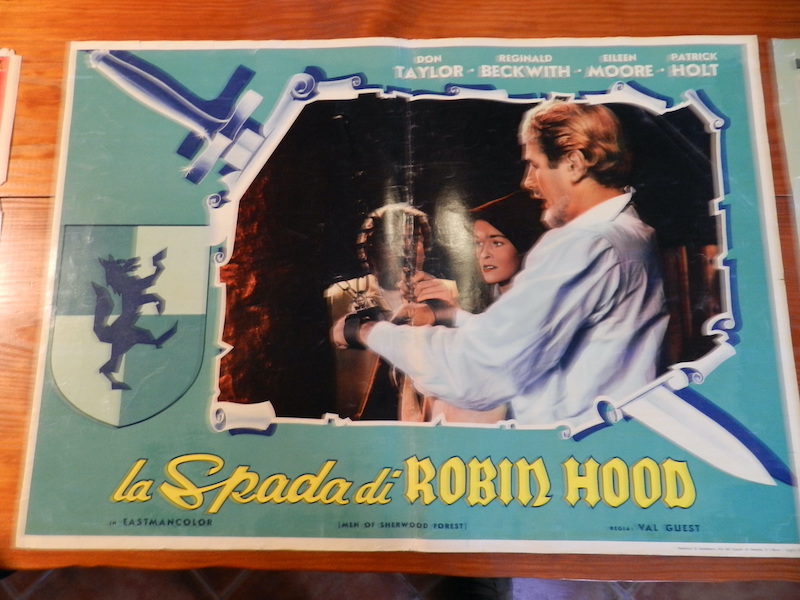 DON TAYLOR - REGINALD BECKWITH - EILEEN MOORE - PATRICK HOLT
la Spada di ROBIN HOOD
IN EASTMANCOLOR
(MEN OF SHERWOOD FOREST)
REGIA: VAL GUEST